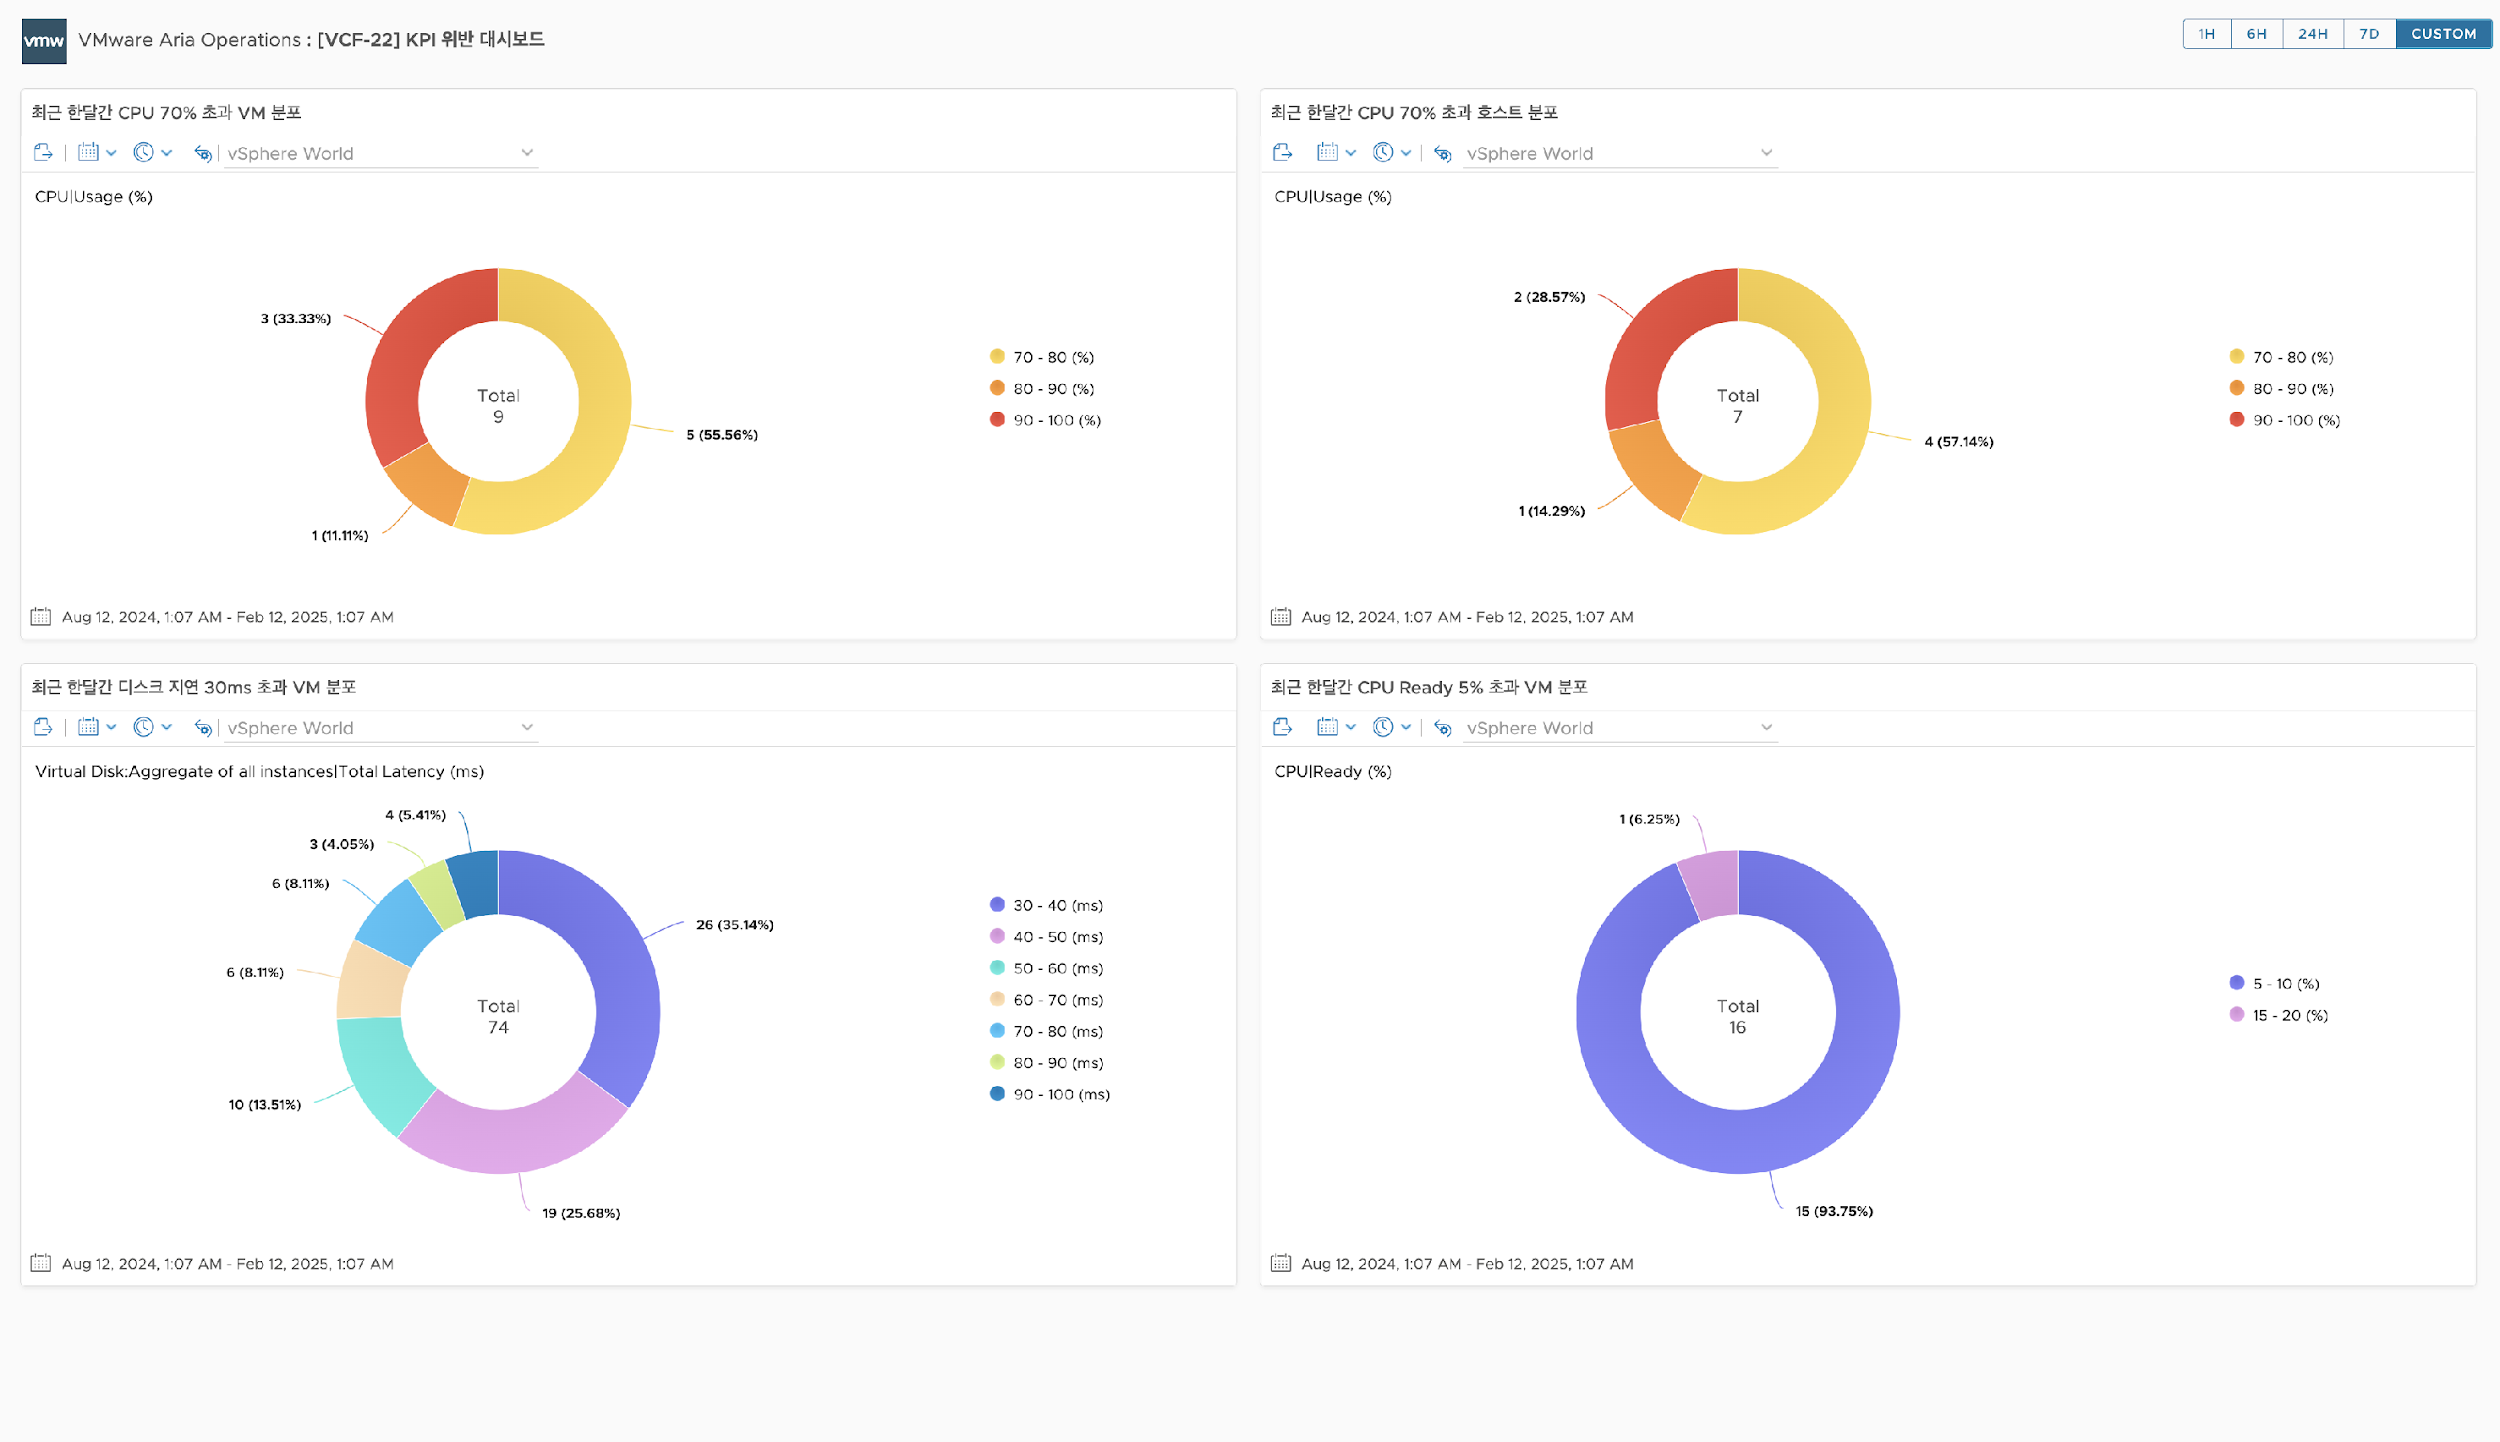 vmw VMware Aria Operations : [VCF-22] KPI 위반 대시보드
1H 6H 24H 7D CUSTOM
최근 한달간 CPU 70% 초과 VM 분포
vSphere World
CPU|Usage (%)
3 (33.33%)
Total
9
5 (55.56%)
1 (11.11%)
70 - 80 (%)
80 - 90 (%)
90 - 100 (%)
Aug 12, 2024, 1:07 AM - Feb 12, 2025, 1:07 AM
최근 한달간 CPU 70% 초과 호스트 분포
vSphere World
CPU|Usage (%)
2 (28.57%)
Total
7
4 (57.14%)
1 (14.29%)
70 - 80 (%)
80 - 90 (%)
90 - 100 (%)
Aug 12, 2024, 1:07 AM - Feb 12, 2025, 1:07 AM
최근 한달간 디스크 지연 30ms 초과 VM 분포
vSphere World
Virtual Disk:Aggregate of all instances|Total Latency (ms)
4 (5.41%)
3 (4.05%)
6 (8.11%)
26 (35.14%)
6 (8.11%)
Total
74
10 (13.51%)
19 (25.68%)
30 - 40 (ms)
40 - 50 (ms)
50 - 60 (ms)
60 - 70 (ms)
70 - 80 (ms)
80 - 90 (ms)
90 - 100 (ms)
Aug 12, 2024, 1:07 AM - Feb 12, 2025, 1:07 AM
최근 한달간 CPU Ready 5% 초과 VM 분포
vSphere World
CPU|Ready (%)
1 (6.25%)
Total
16
15 (93.75%)
5 - 10 (%)
15 - 20 (%)
Aug 12, 2024, 1:07 AM - Feb 12, 2025, 1:07 AM